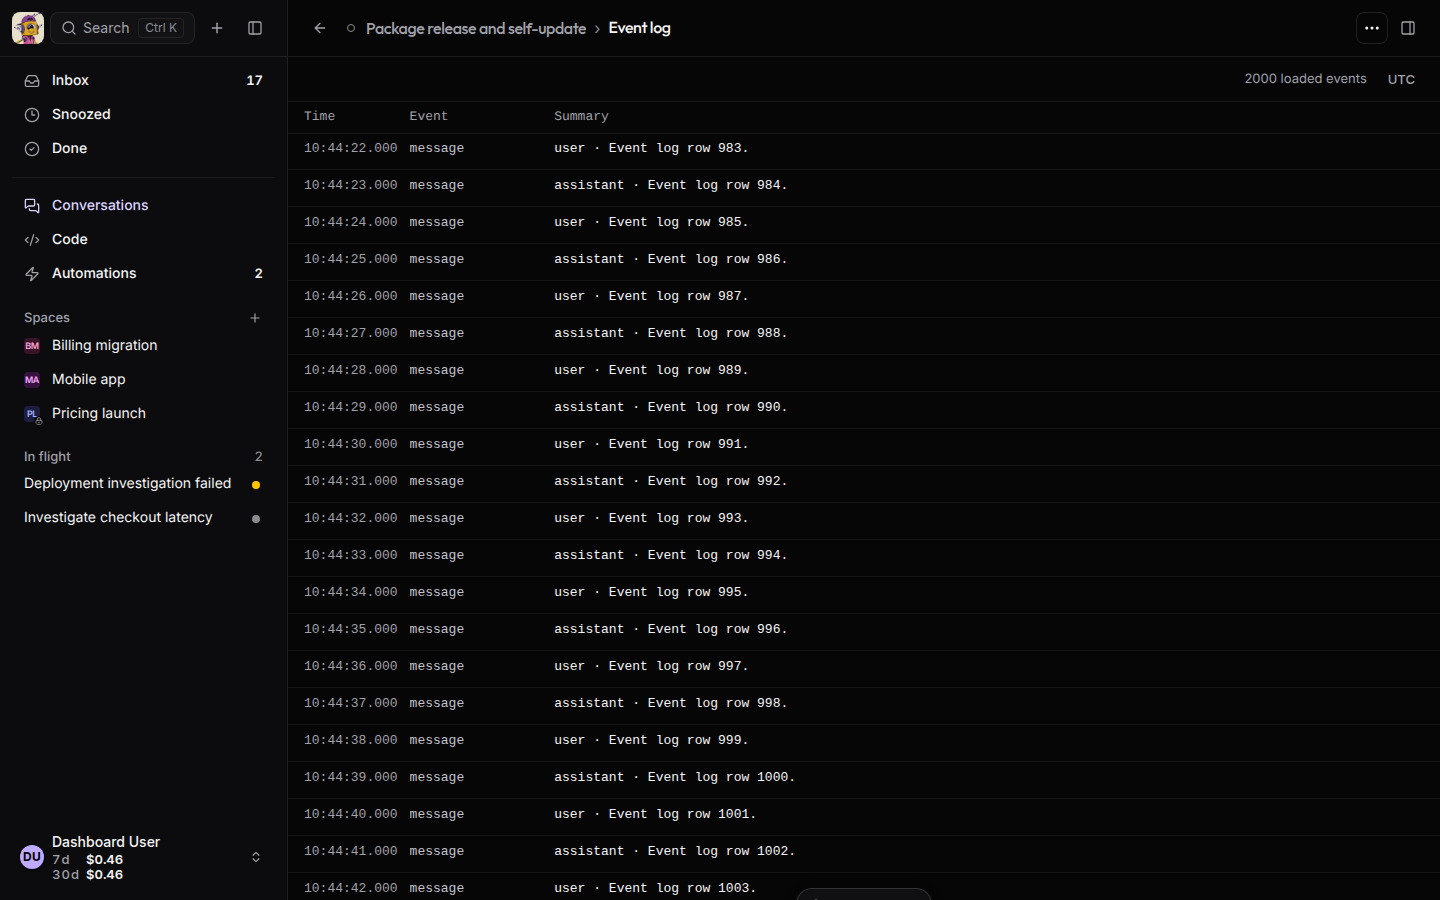 Search Ctrl K
Inbox 17
Snoozed
Done
Conversations
Code
Automations 2
Spaces
BM Billing migration
MA Mobile app
PL Pricing launch
In flight 2
Deployment investigation failed
Investigate checkout latency
DU Dashboard User
7d $0.46
30d $0.46
Package release and self-update › Event log
2000 loaded events UTC
Time Event Summary
10:44:22.000 message user · Event log row 983.
10:44:23.000 message assistant · Event log row 984.
10:44:24.000 message user · Event log row 985.
10:44:25.000 message assistant · Event log row 986.
10:44:26.000 message user · Event log row 987.
10:44:27.000 message assistant · Event log row 988.
10:44:28.000 message user · Event log row 989.
10:44:29.000 message assistant · Event log row 990.
10:44:30.000 message user · Event log row 991.
10:44:31.000 message assistant · Event log row 992.
10:44:32.000 message user · Event log row 993.
10:44:33.000 message assistant · Event log row 994.
10:44:34.000 message user · Event log row 995.
10:44:35.000 message assistant · Event log row 996.
10:44:36.000 message user · Event log row 997.
10:44:37.000 message assistant · Event log row 998.
10:44:38.000 message user · Event log row 999.
10:44:39.000 message assistant · Event log row 1000.
10:44:40.000 message user · Event log row 1001.
10:44:41.000 message assistant · Event log row 1002.
10:44:42.000 message user · Event log row 1003.